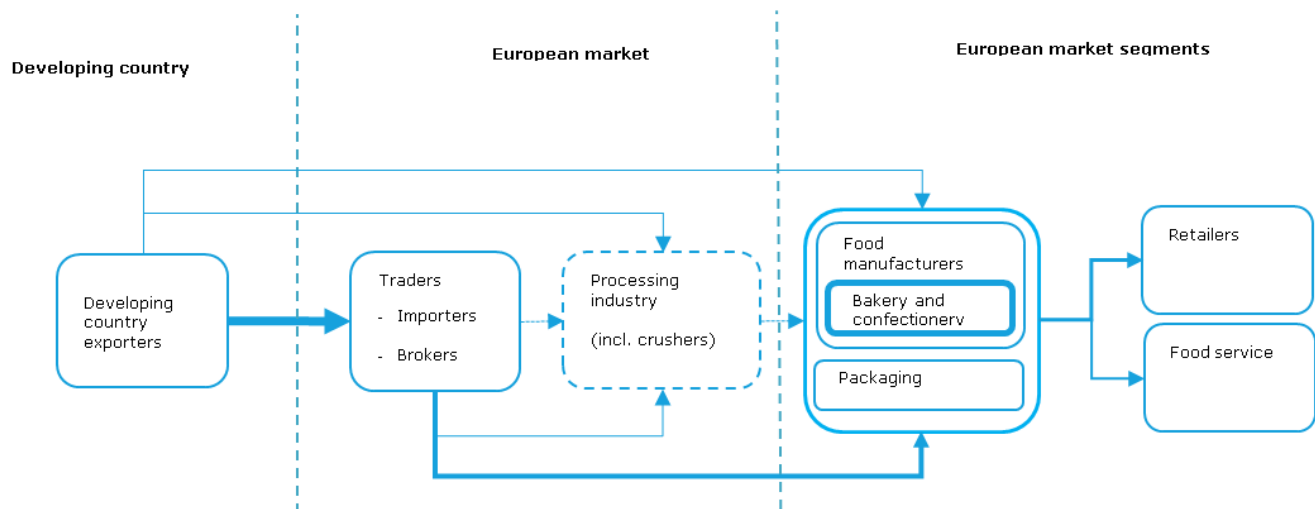 Developing country
European market
European market segments
Developing
country
exporters
Traders
- Importers
- Brokers
Processing
industry
(incl. crushers)
Food
manufacturers
Bakery and
confectionery
Packaging
Retailers
Food service